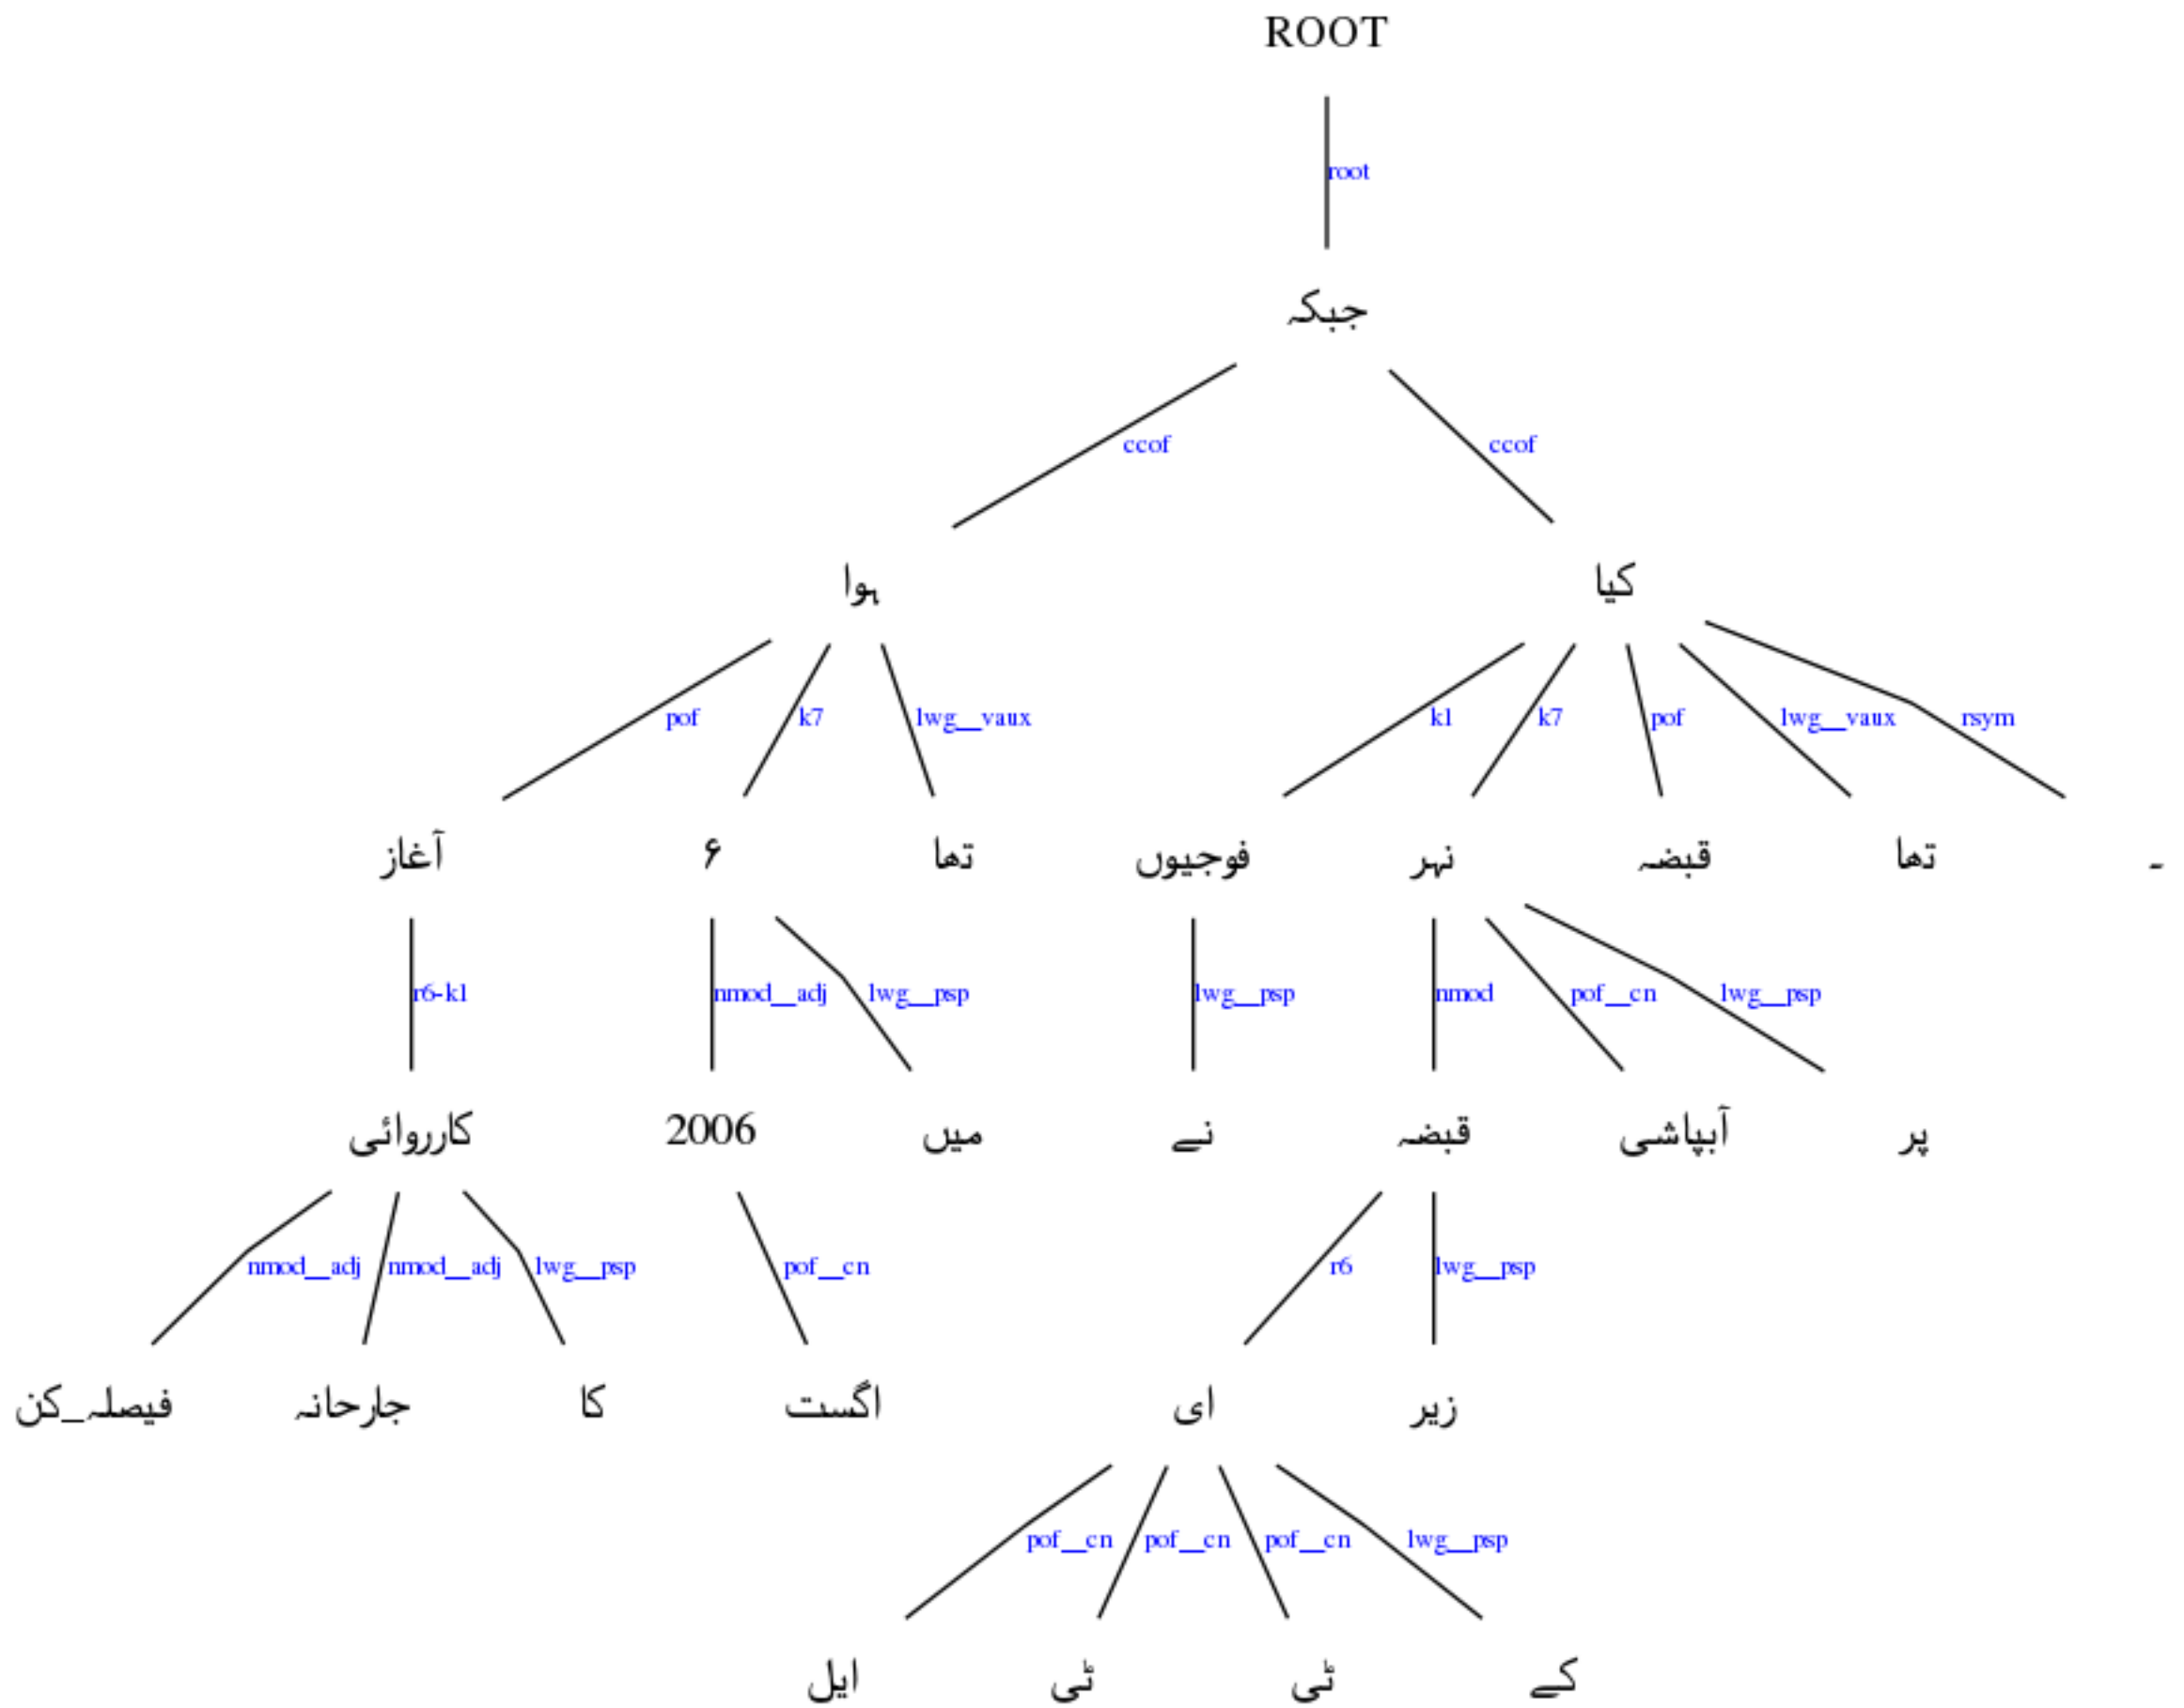 ROOT
root
جبکہ
ccof ccof
ہوا کیا
pof k7 lwg__vaux k1 k7 pof lwg__vaux rsym
آغاز ۶ تھا فوجیوں نہر قبضہ تھا ۔
r6-k1 nmod__adj lwg__psp lwg__psp nmod pof__cn lwg__psp
کارروائی 2006 میں نے قبضہ آبپاشی پر
nmod__adj nmod__adj lwg__psp pof__cn r6 lwg__psp
فیصلہ_کن جارحانہ کا اگست ای زیر
pof__cn pof__cn pof__cn lwg__psp
ایل ٹی ٹی کے